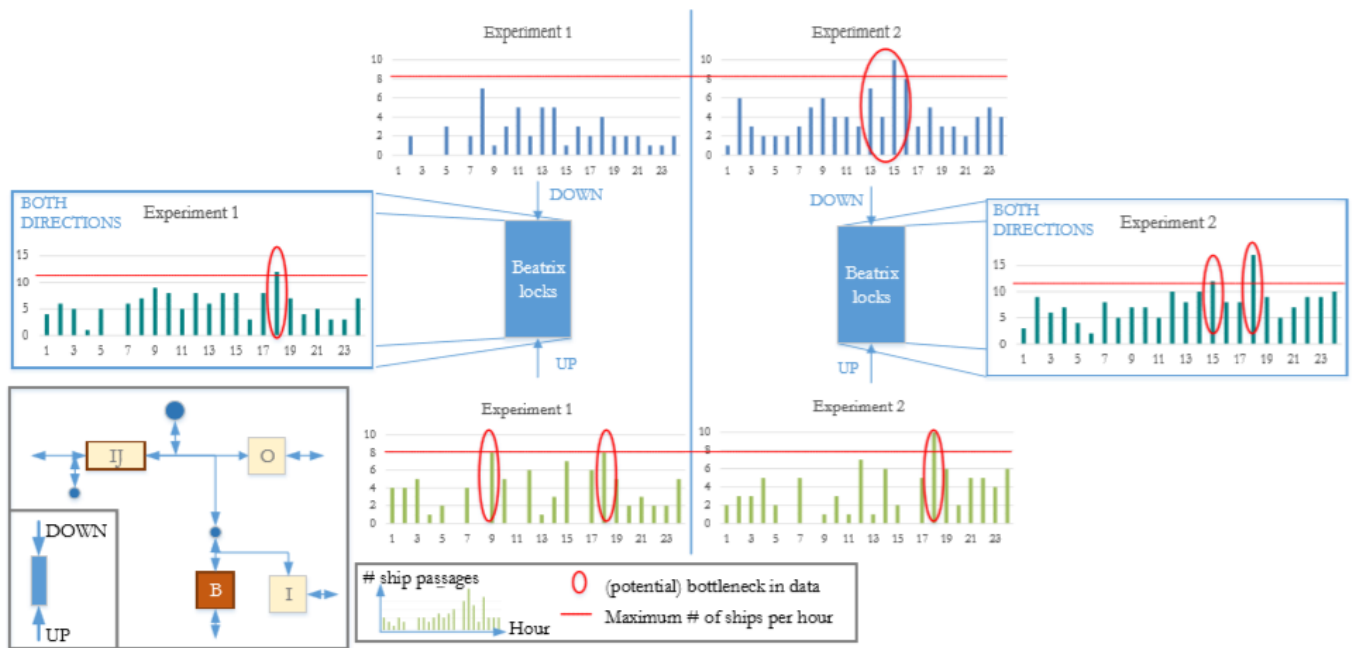 Experiment 1
10
8
6
4
2
0
1 3 5 7 9 11 13 15 17 19 21 23
Experiment 2
10
8
6
4
2
0
1 3 5 7 9 11 13 15 17 19 21 23
DOWN
DOWN
BOTH
DIRECTIONS
Experiment 1
15
10
5
0
1 3 5 7 9 11 13 15 17 19 21 23
Beatrix
locks
Beatrix
locks
BOTH
DIRECTIONS
Experiment 2
15
10
5
0
1 3 5 7 9 11 13 15 17 19 21 23
UP
UP
Experiment 1
10
8
6
4
2
0
1 3 5 7 9 11 13 15 17 19 21 23
Experiment 2
10
8
6
4
2
0
1 3 5 7 9 11 13 15 17 19 21 23
IJ
O
B
I
DOWN
UP
# ship passages
Hour
(potential) bottleneck in data
Maximum # of ships per hour